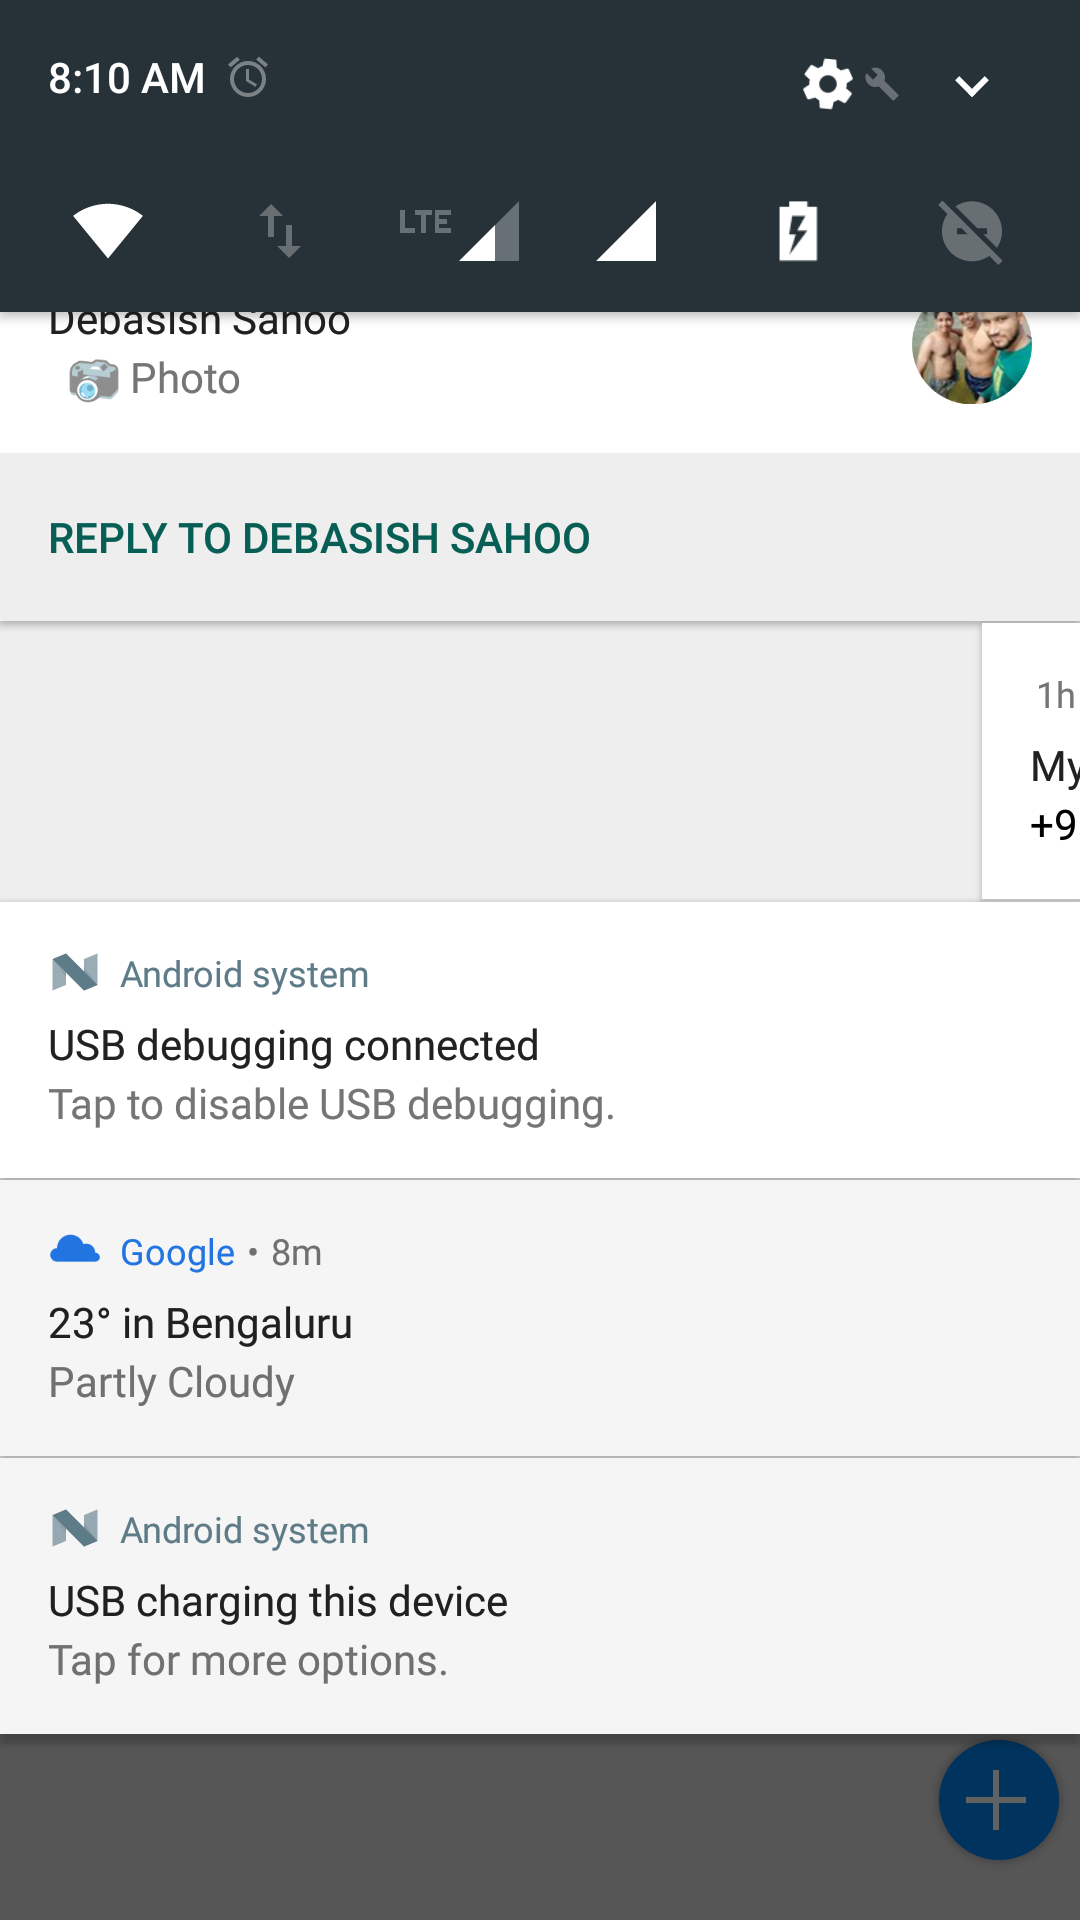 8:10 AM
LTE
Debasish Sahoo
Photo
REPLY TO DEBASISH SAHOO
1h
My
+9
Android system
USB debugging connected
Tap to disable USB debugging.
Google • 8m
23° in Bengaluru
Partly Cloudy
Android system
USB charging this device
Tap for more options.